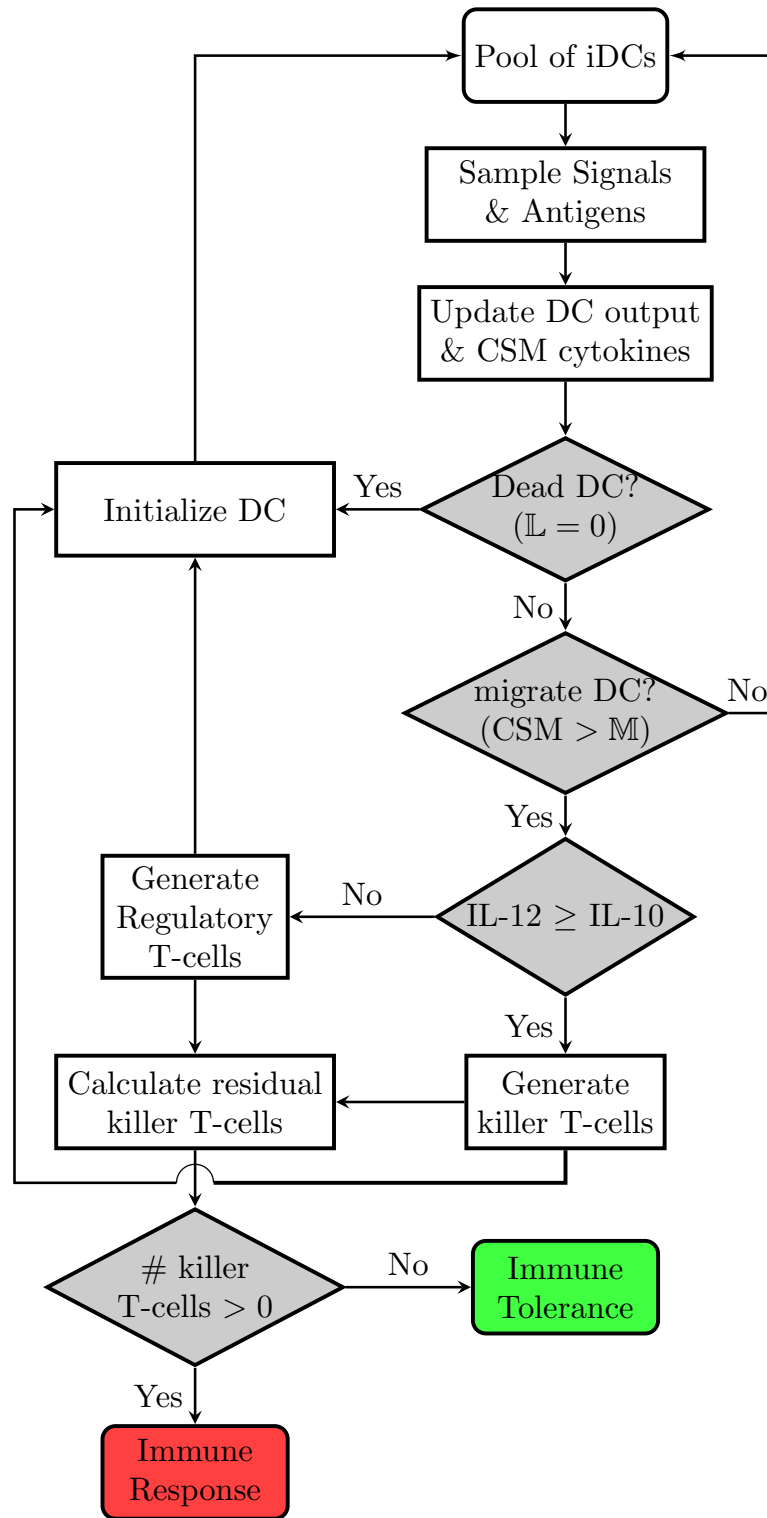 Pool of iDCs
Sample Signals
& Antigens
Update DC output
& CSM cytokines
Dead DC?
(𝕃 = 0)
Yes
Initialize DC
No
migrate DC?
(CSM > 𝕄)
No
Yes
IL-12 ≥ IL-10
No
Generate
Regulatory
T-cells
Yes
Generate
killer T-cells
Calculate residual
killer T-cells
# killer
T-cells > 0
No
Immune
Tolerance
Yes
Immune
Response